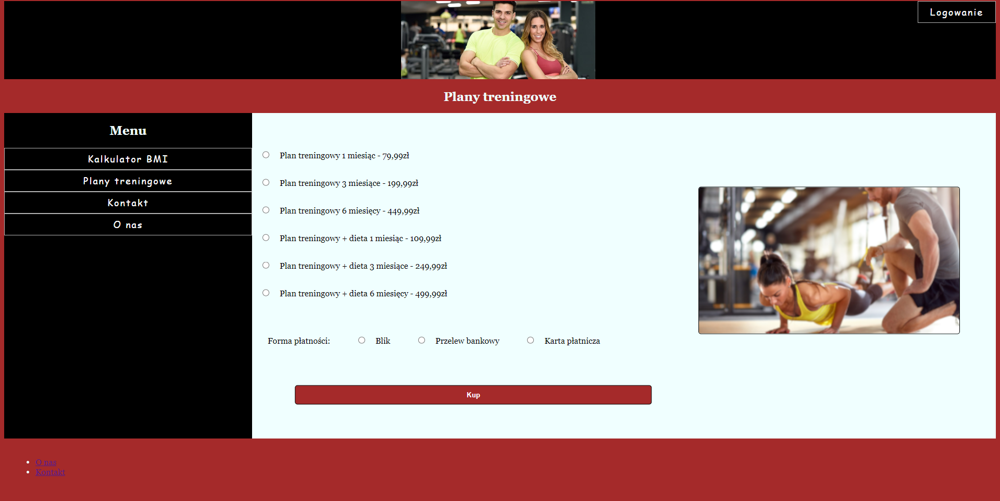 Logowanie
Plany treningowe
Menu
Kalkulator BMI
Plany treningowe
Kontakt
O nas
Plan treningowy 1 miesiąc - 79,99zł
Plan treningowy 3 miesiące - 199,99zł
Plan treningowy 6 miesięcy - 449,99zł
Plan treningowy + dieta 1 miesiąc - 109,99zł
Plan treningowy + dieta 3 miesiące - 249,99zł
Plan treningowy + dieta 6 miesięcy - 499,99zł
Forma płatności: Blik Przelew bankowy Karta płatnicza
Kup
O nas
Kontakt